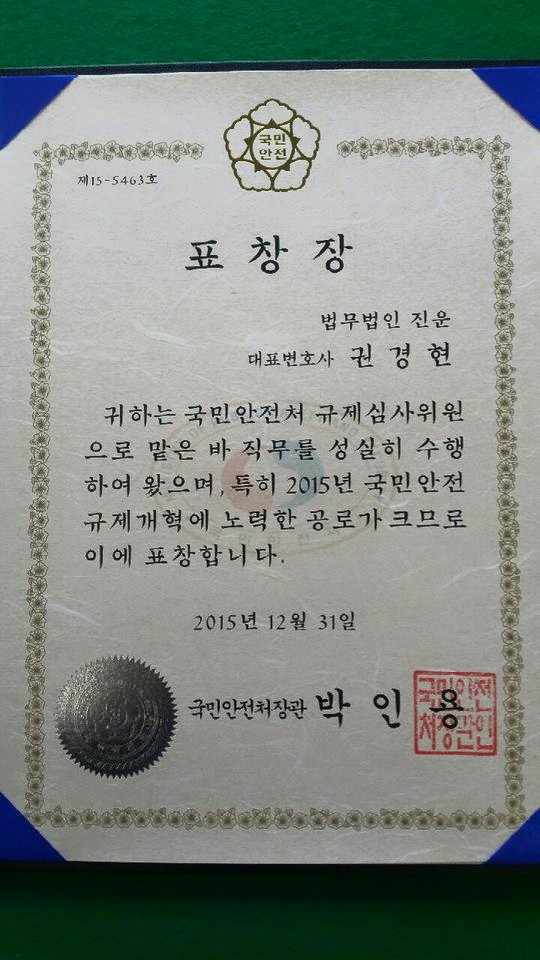 국민
안전
제15-5463호
표창장
법무법인 진운
대표변호사 권경현
귀하는 국민안전처 규제심사위원
으로 맡은 바 직무를 성실히 수행
하여 왔으며, 특히 2015년 국민안전
규제개혁에 노력한 공로가 크므로
이에 표창합니다.
2015년 12월 31일
국민안전처장관 박인용
국민안전
처장관인